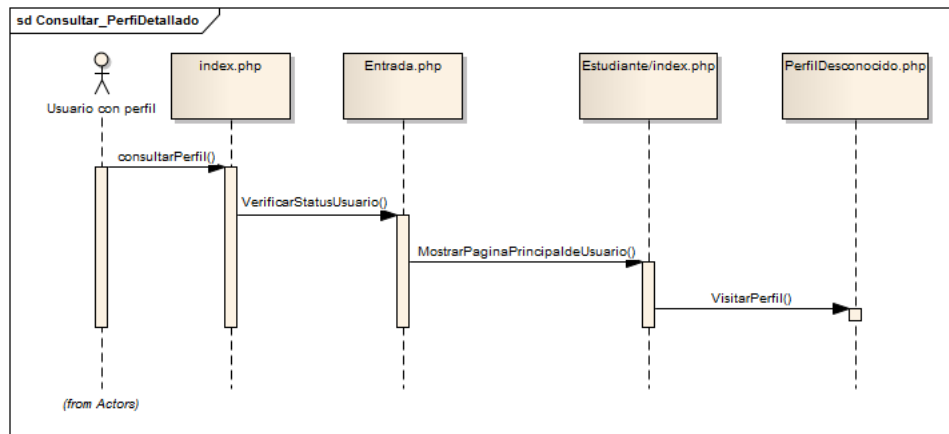 sd Consultar_PerfiDetallado
Usuario con perfil
index.php
Entrada.php
Estudiante/index.php
PerfilDesconocido.php
consultarPerfil()
VerificarStatusUsuario()
MostrarPaginaPrincipaldeUsuario()
VisitarPerfil()
(from Actors)